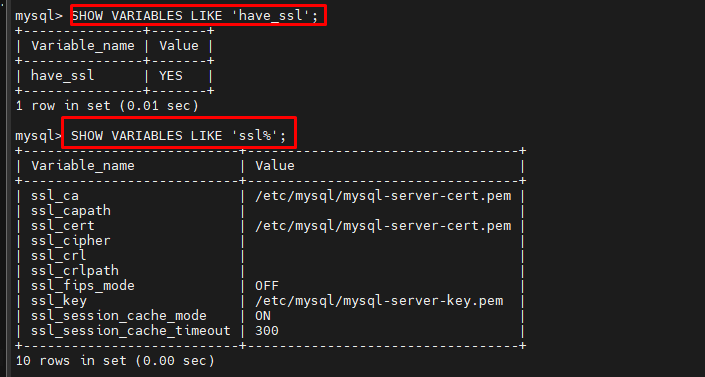 mysql> SHOW VARIABLES LIKE 'have_ssl';
+---------------+-------+
| Variable_name | Value |
+---------------+-------+
| have_ssl      | YES   |
+---------------+-------+
1 row in set (0.01 sec)
mysql> SHOW VARIABLES LIKE 'ssl%';
+---------------------------+----------------------------------+
| Variable_name             | Value                            |
+---------------------------+----------------------------------+
| ssl_ca                    | /etc/mysql/mysql-server-cert.pem |
| ssl_capath                |                                  |
| ssl_cert                  | /etc/mysql/mysql-server-cert.pem |
| ssl_cipher                |                                  |
| ssl_crl                   |                                  |
| ssl_crlpath               |                                  |
| ssl_fips_mode             | OFF                              |
| ssl_key                   | /etc/mysql/mysql-server-key.pem  |
| ssl_session_cache_mode    | ON                               |
| ssl_session_cache_timeout | 300                              |
+---------------------------+----------------------------------+
10 rows in set (0.00 sec)